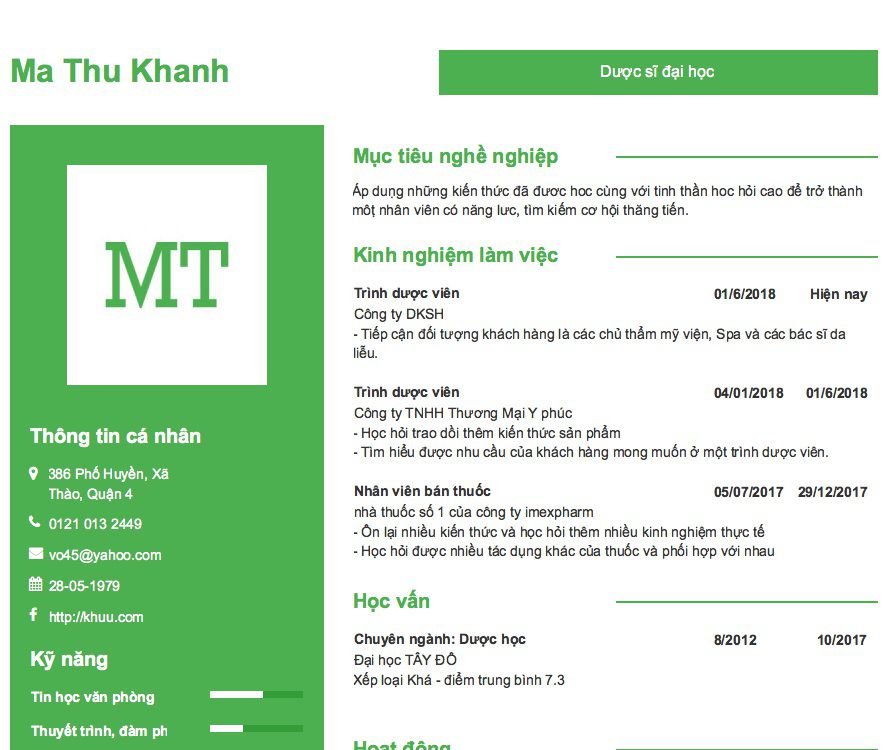 Ma Thu Khanh
Dược sĩ đại học
MT
Thông tin cá nhân
386 Phố Huyền, Xã
Thào, Quận 4
0121 013 2449
vo45@yahoo.com
28-05-1979
http://khuu.com
Kỹ năng
Tin học văn phòng
Thuyết trình, đàm ph
Mục tiêu nghề nghiệp
Áp dụng những kiến thức đã được hoc cùng với tinh thần hoc hỏi cao để trở thành
một nhân viên có năng lưc, tìm kiếm cơ hội thăng tiến.
Kinh nghiệm làm việc
Trình dược viên 01/6/2018 Hiện nay
Công ty DKSH
- Tiếp cận đối tượng khách hàng là các chủ thẩm mỹ viện, Spa và các bác sĩ da
liễu.
Trình dược viên 04/01/2018 01/6/2018
Công ty TNHH Thương Mại Y phúc
- Học hỏi trao dồi thêm kiến thức sản phẩm
- Tìm hiểu được nhu cầu của khách hàng mong muốn ở một trình dược viên.
Nhân viên bán thuốc 05/07/2017 29/12/2017
nhà thuốc số 1 của công ty imexpharm
- Ôn lại nhiều kiến thức và học hỏi thêm nhiều kinh nghiệm thực tế
- Học hỏi được nhiều tác dụng khác của thuốc và phối hợp với nhau
Học vấn
Chuyên ngành: Dược học 8/2012 10/2017
Đại học TÂY ĐÔ
Xếp loại Khá - điểm trung bình 7.3
Hoạt động